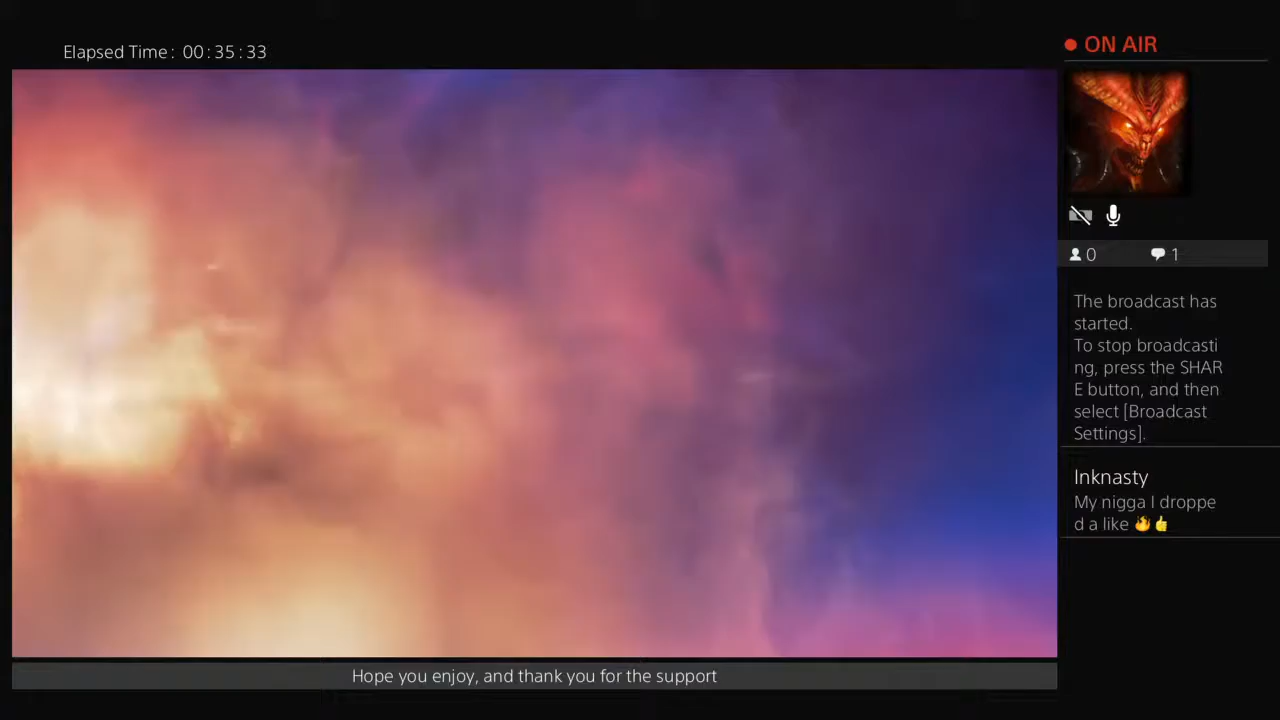 Elapsed Time: 00:35:33
ON AIR
0 1
The broadcast has
started.
To stop broadcasti
ng, press the SHAR
E button, and then
select [Broadcast
Settings].
Inknasty
My nigga I droppe
d a like 🔥👍
Hope you enjoy, and thank you for the support